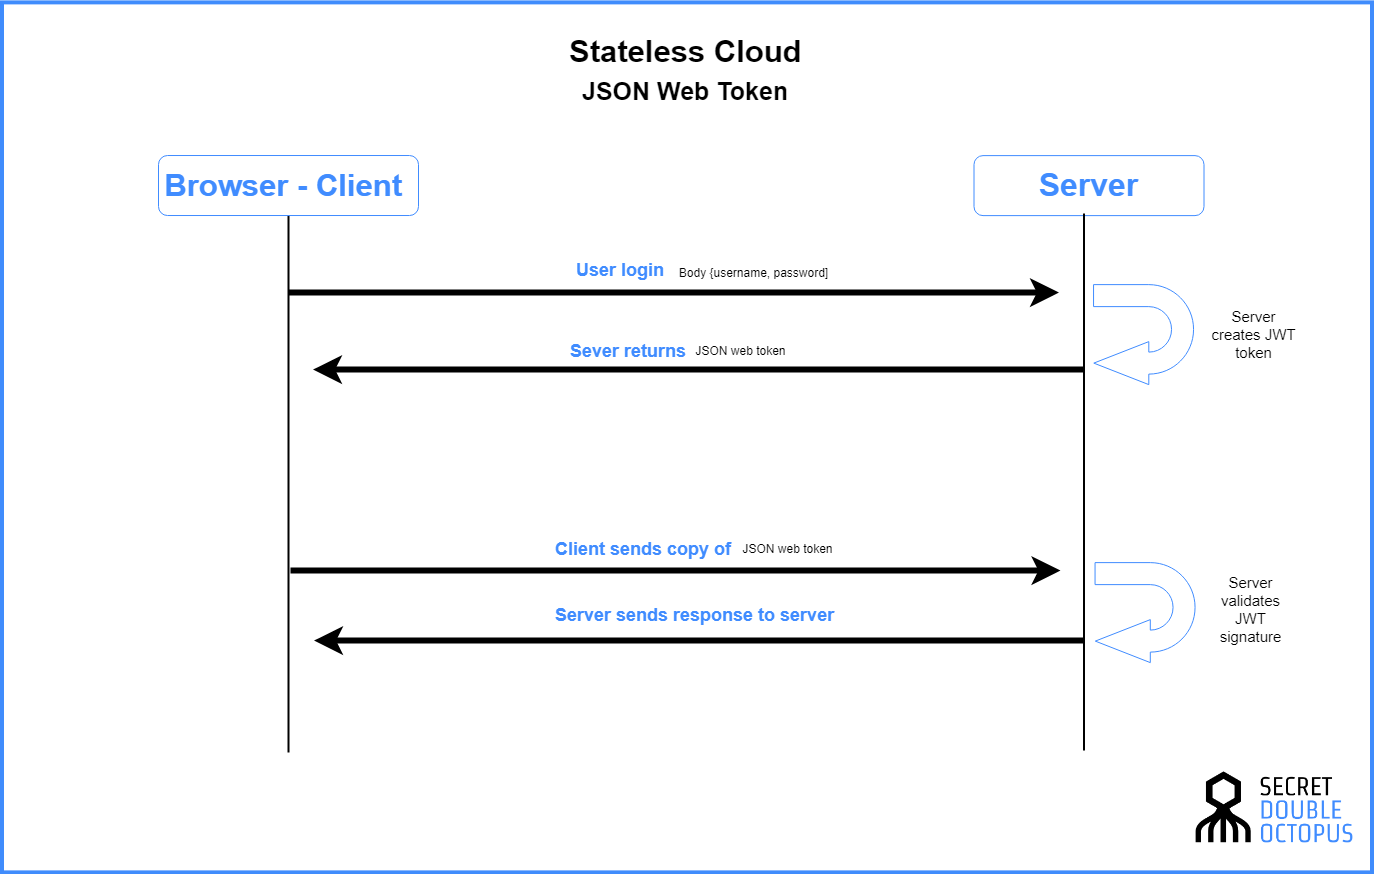 Stateless Cloud
JSON Web Token
Browser - Client
Server
User login Body {username, password]
Server
creates JWT
token
Sever returns JSON web token
Client sends copy of JSON web token
Server
validates
JWT
signature
Server sends response to server
SECRET
DOUBLE
OCTOPUS